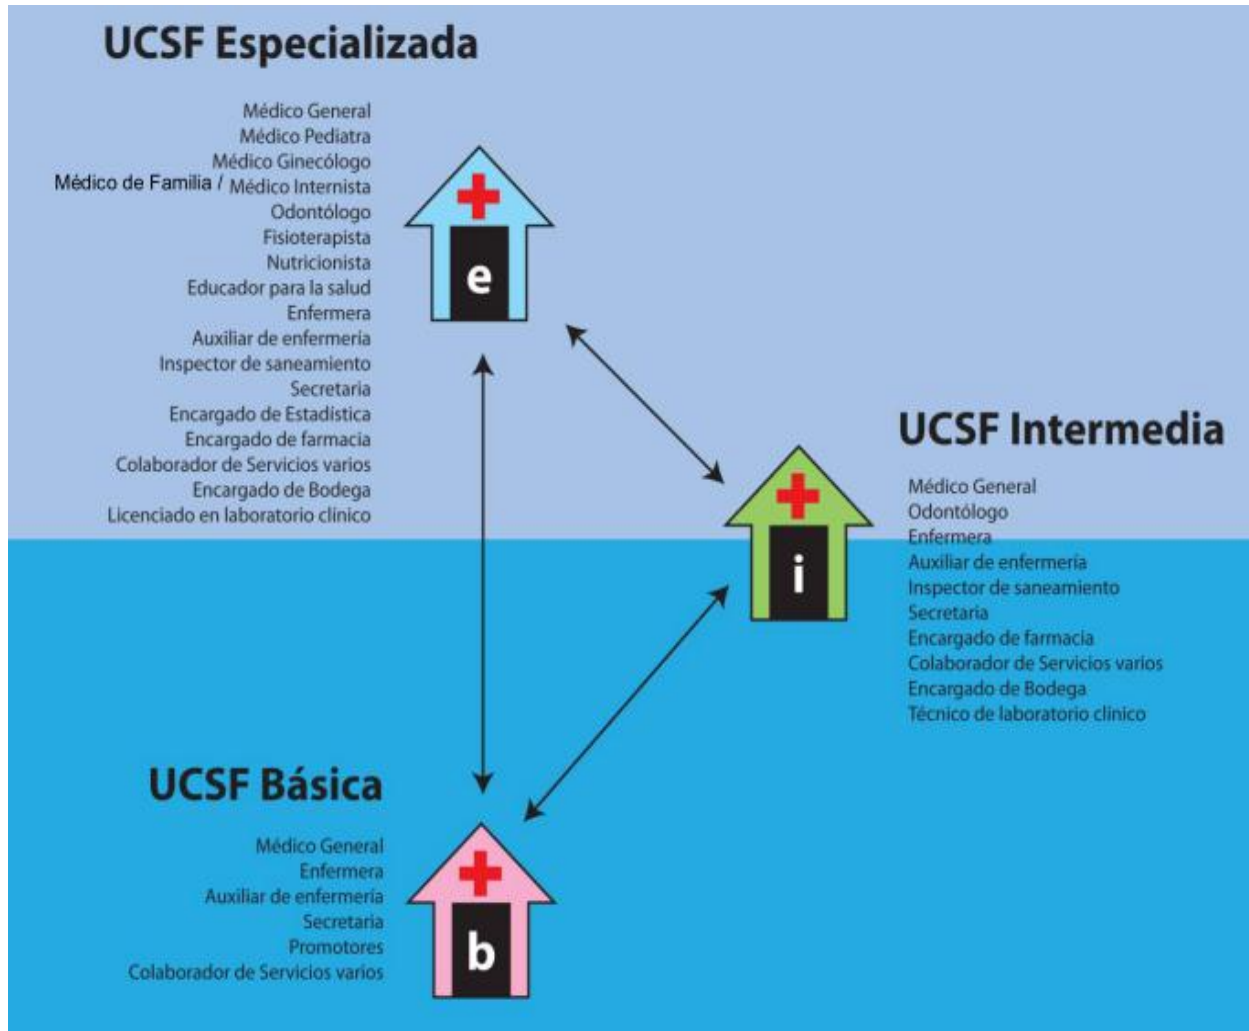 UCSF Especializada
Médico General
Médico Pediatra
Médico Ginecólogo
Médico de Familia / Médico Internista
Odontólogo
Fisioterapista
Nutricionista
Educador para la salud
Enfermera
Auxiliar de enfermería
Inspector de saneamiento
Secretaria
Encargado de Estadística
Encargado de farmacia
Colaborador de Servicios varios
Encargado de Bodega
Licenciado en laboratorio clínico
e
UCSF Intermedia
Médico General
Odontólogo
Enfermera
Auxiliar de enfermería
Inspector de saneamiento
Secretaria
Encargado de farmacia
Colaborador de Servicios varios
Encargado de Bodega
Técnico de laboratorio clínico
i
UCSF Básica
Médico General
Enfermera
Auxiliar de enfermería
Secretaria
Promotores
Colaborador de Servicios varios
b